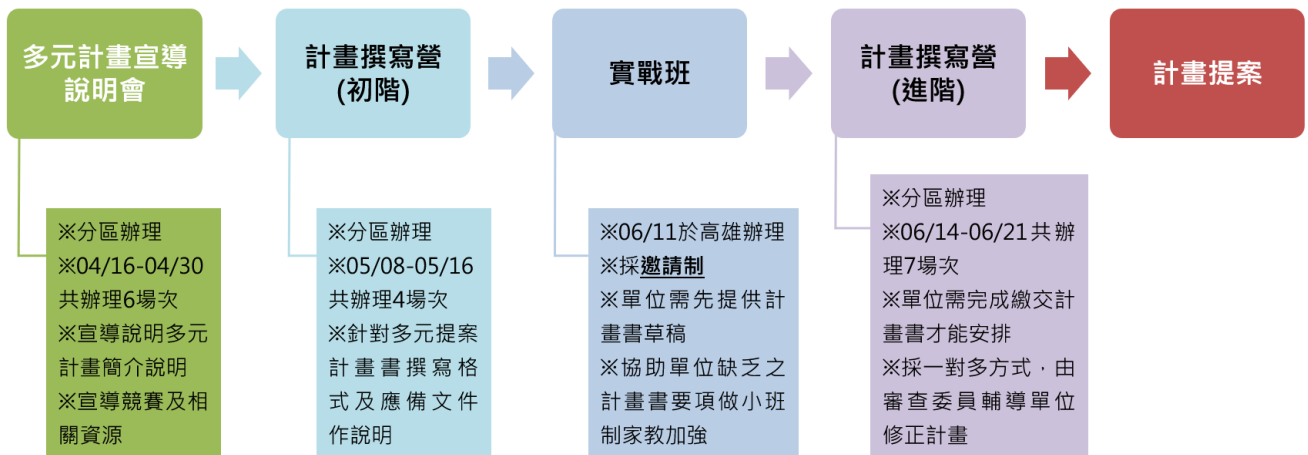 多元計畫宣導
說明會
計畫撰寫營
(初階)
實戰班
計畫撰寫營
(進階)
計畫提案
※分區辦理
※04/16-04/30
共辦理6場次
※宣導說明多元
計畫簡介說明
※宣導競賽及相
關資源
※分區辦理
※05/08-05/16
共辦理4場次
※針對多元提案
計畫書撰寫格
式及應備文件
作說明
※06/11於高雄辦理
※採邀請制
※單位需先提供計
畫書草稿
※協助單位缺乏之
計畫書要項做小班
制家教加強
※分區辦理
※06/14-06/21共辦
理7場次
※單位需完成繳交計
畫書才能安排
※採一對多方式，由
審查委員輔導單位
修正計畫